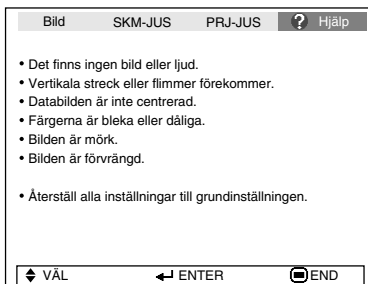 Bild SKM-JUS PRJ-JUS ? Hjälp
• Det finns ingen bild eller ljud.
• Vertikala streck eller flimmer förekommer.
• Databilden är inte centrerad.
• Färgerna är bleka eller dåliga.
• Bilden är mörk.
• Bilden är förvrängd.
• Återställ alla inställningar till grundinställningen.
VÄL ENTER END